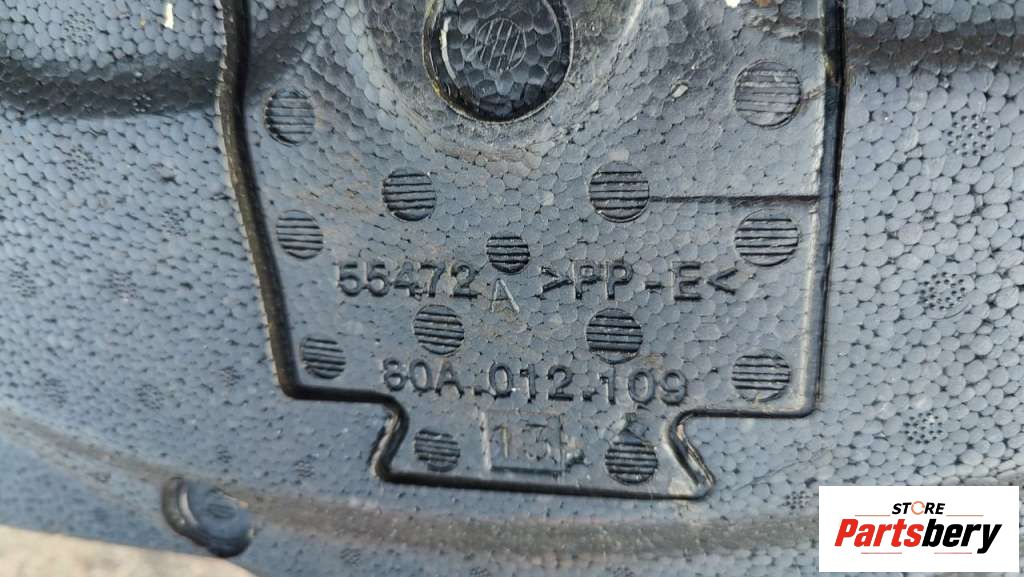 55472 A >PP-E<
80A.012.109
13
STORE
Partsbery